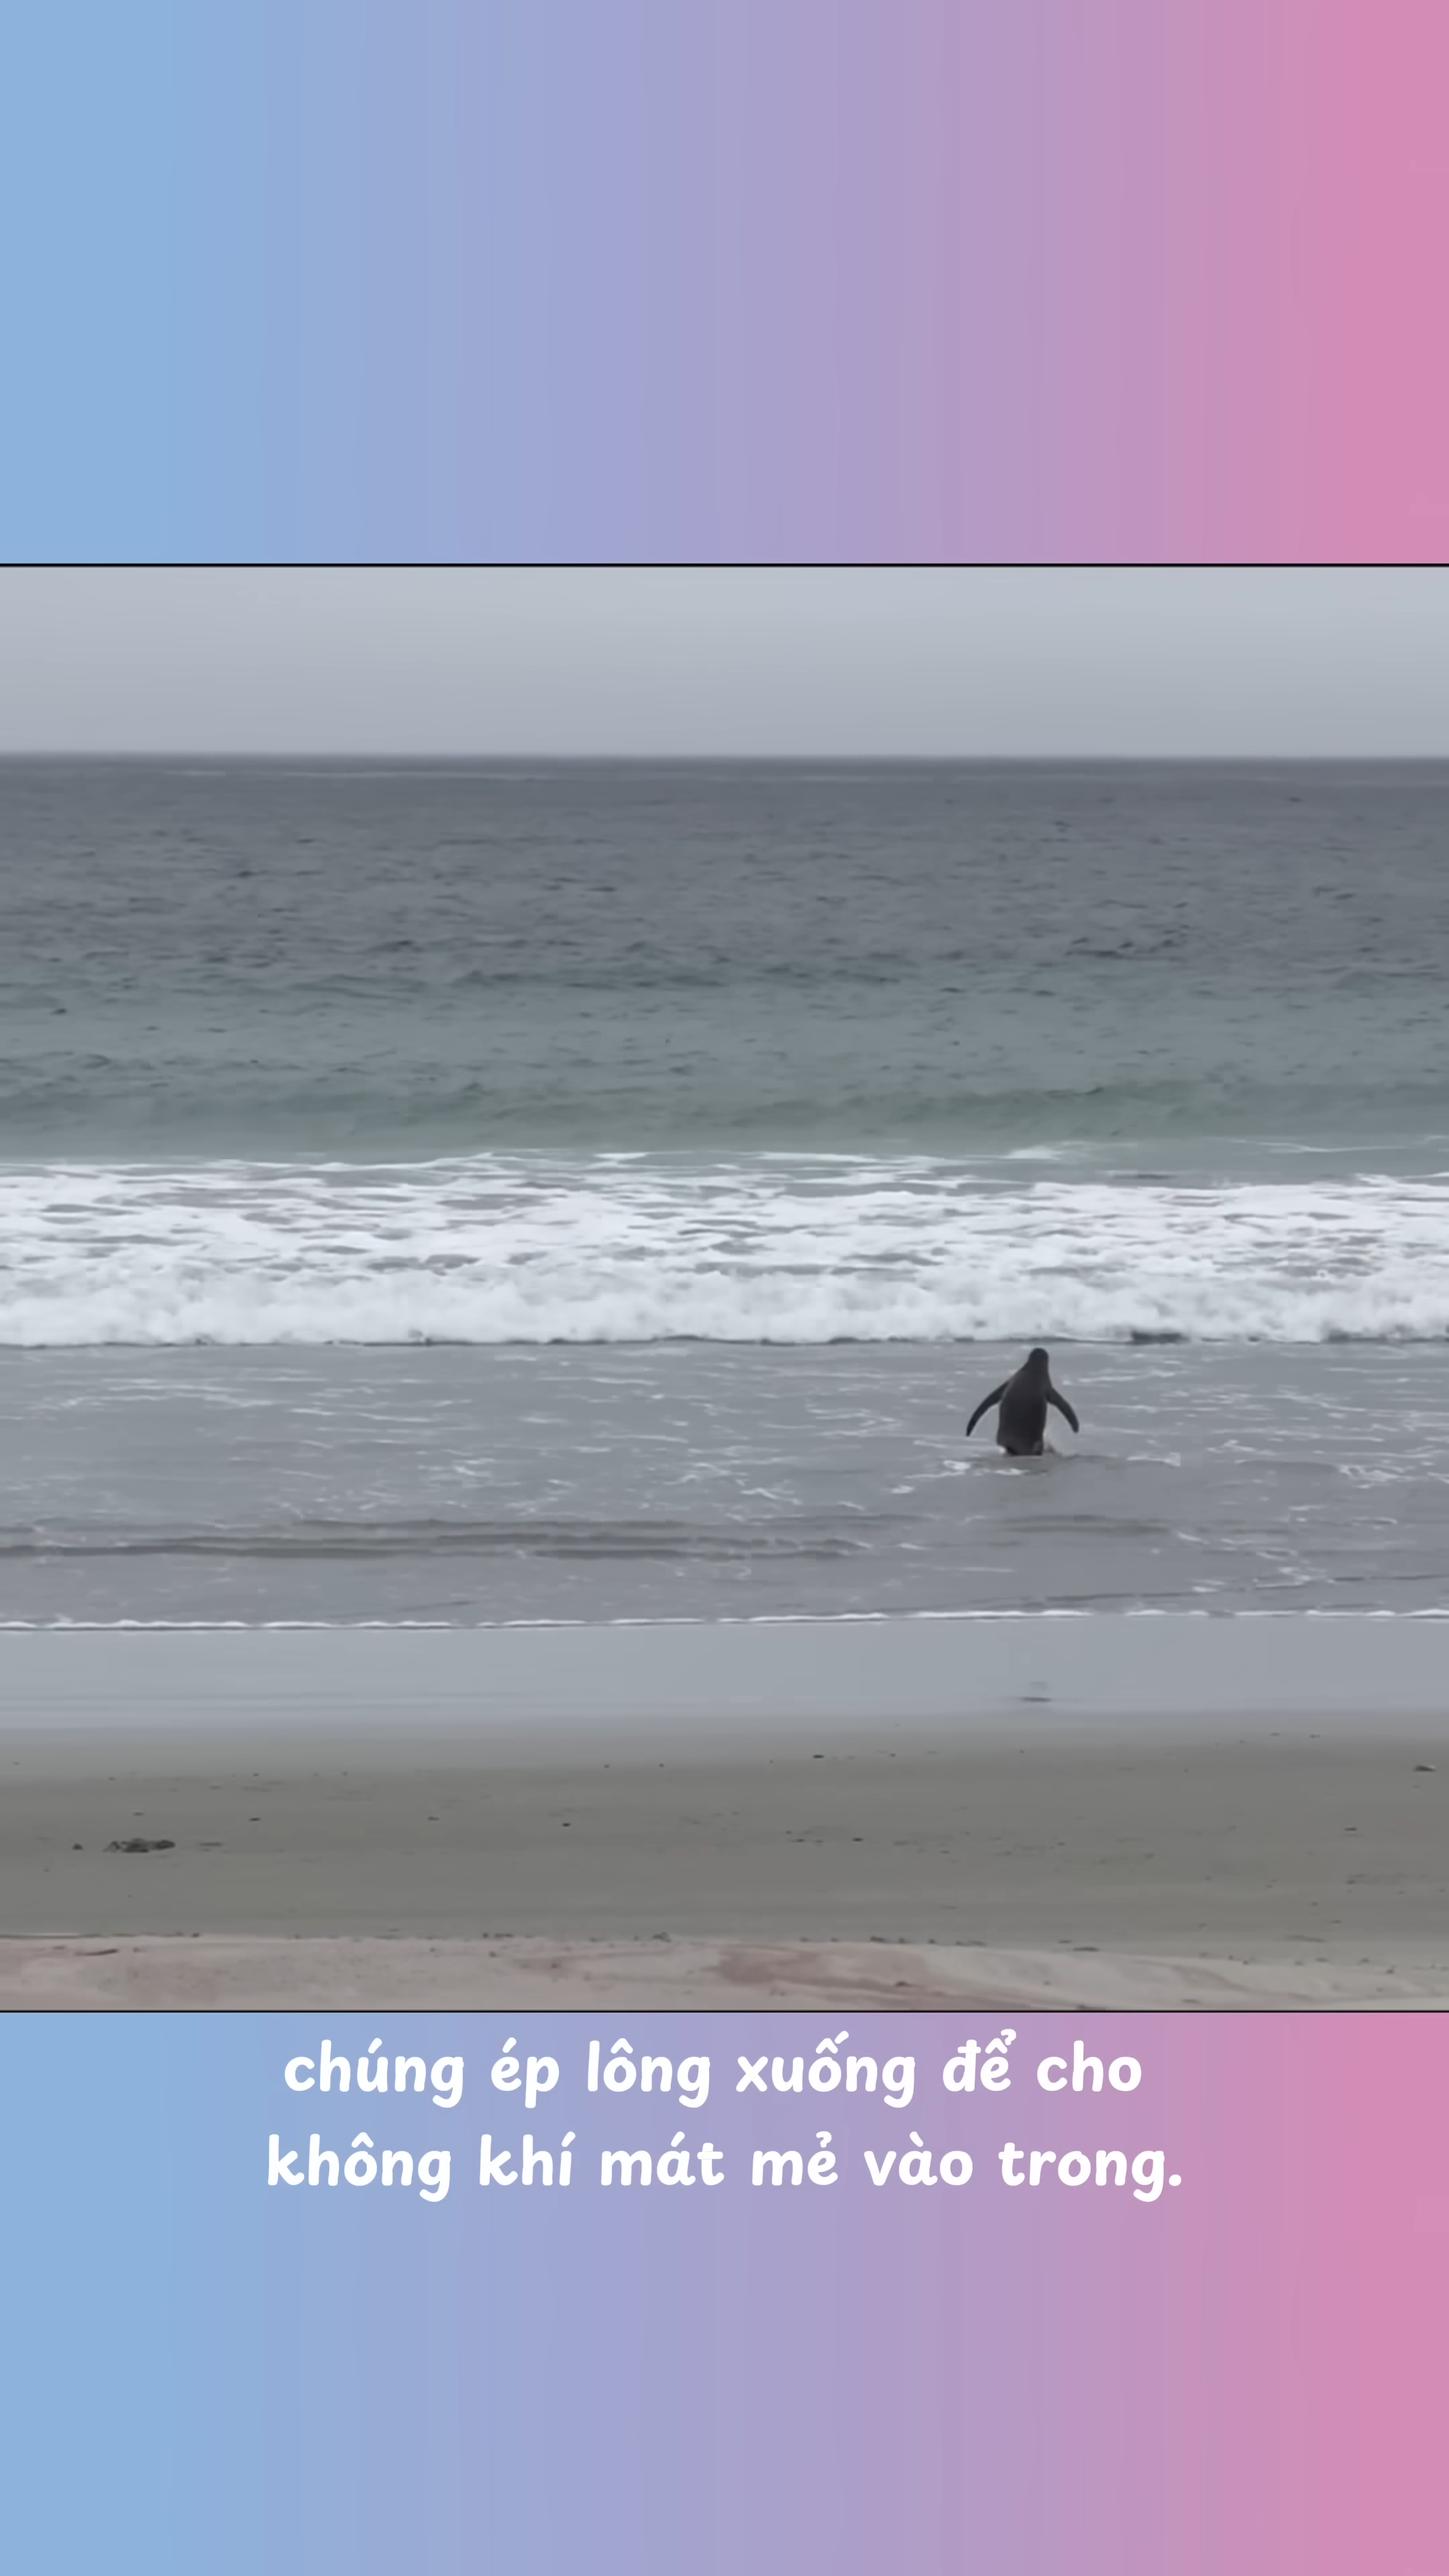 chúng ép lông xuống để cho
không khí mát mẻ vào trong.